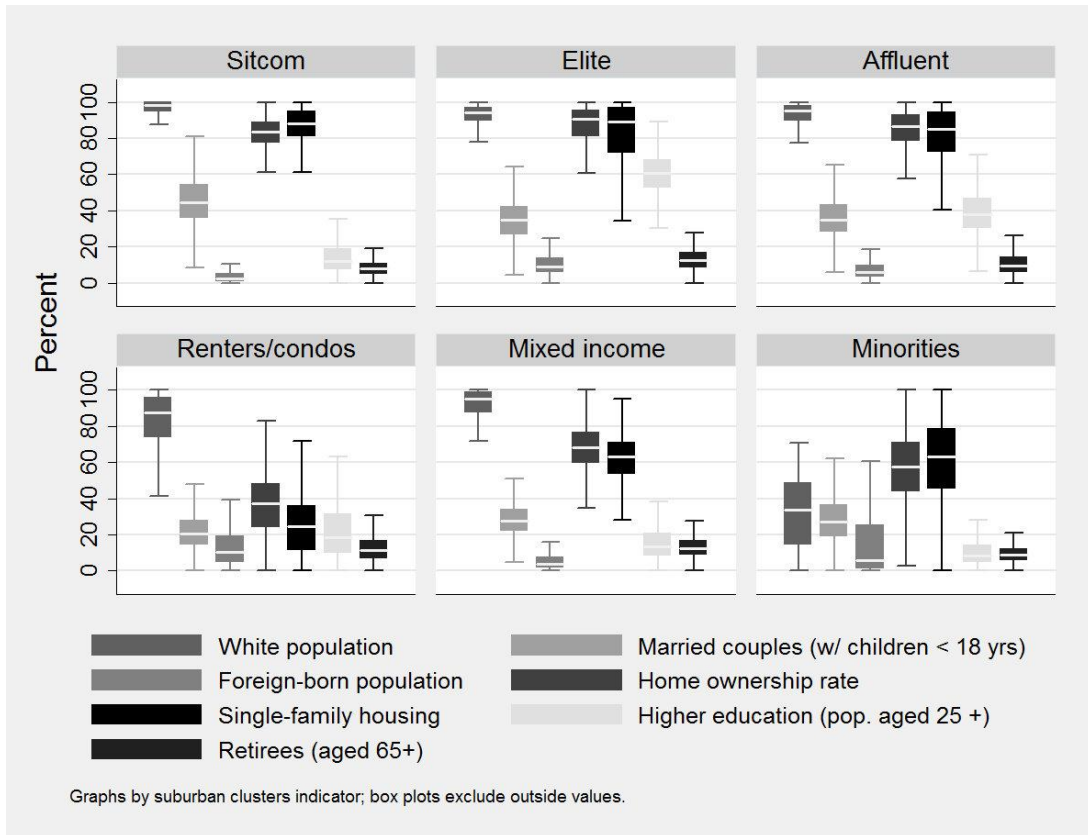 Sitcom
Elite
Affluent
Percent
0 20 40 60 80 100
Renters/condos
Mixed income
Minorities
0 20 40 60 80 100
White population
Married couples (w/ children < 18 yrs)
Foreign-born population
Home ownership rate
Single-family housing
Higher education (pop. aged 25 +)
Retirees (aged 65+)
Graphs by suburban clusters indicator; box plots exclude outside values.